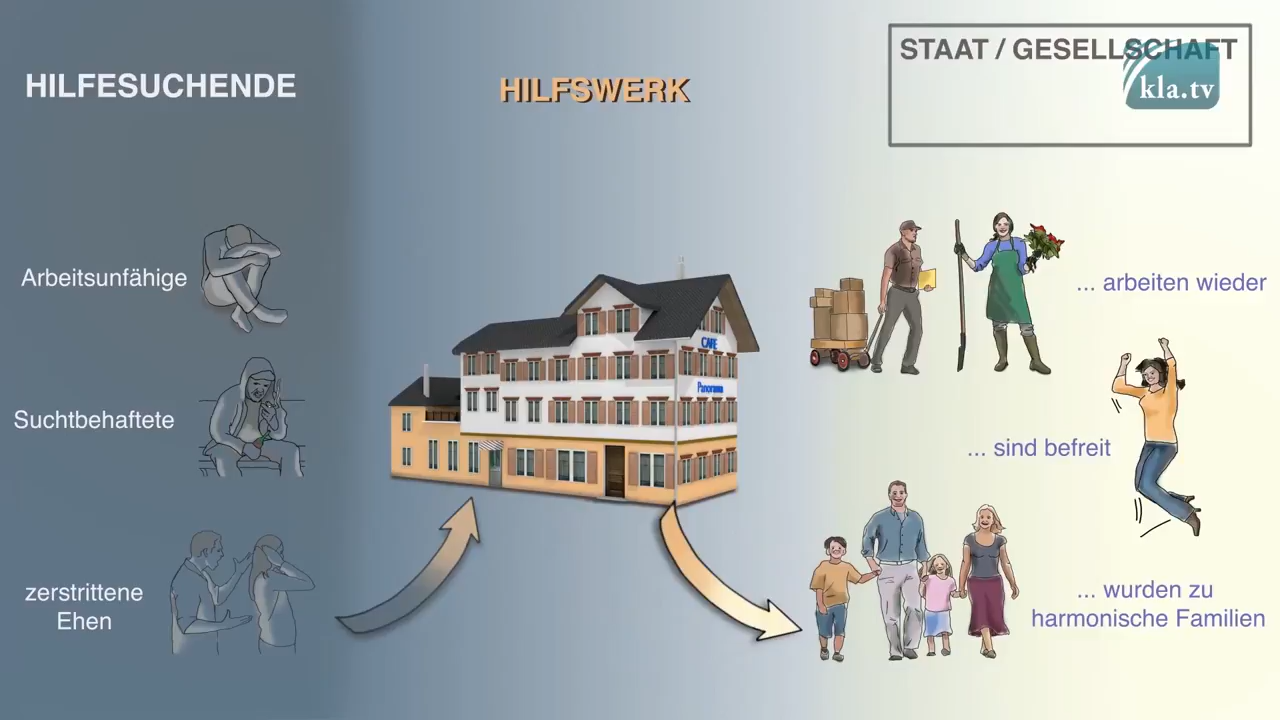 HILFESUCHENDE
HILFSWERK
STAAT / GESELLSCHAFT
kla.tv
Arbeitsunfähige
... arbeiten wieder
CAFE
Panorama
Suchtbehaftete
... sind befreit
zerstrittene
Ehen
... wurden zu
harmonische Familien